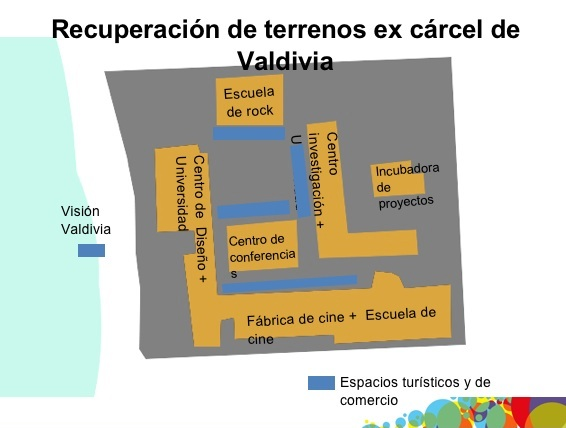 Recuperación de terrenos ex cárcel de
Valdivia
Escuela
de rock
Centro
investigación +
U
Incubadora
de
proyectos
Centro de Diseño +
Universidad
Visión
Valdivia
Centro de
conferencia
s
Fábrica de cine + Escuela de
cine
Espacios turísticos y de
comercio